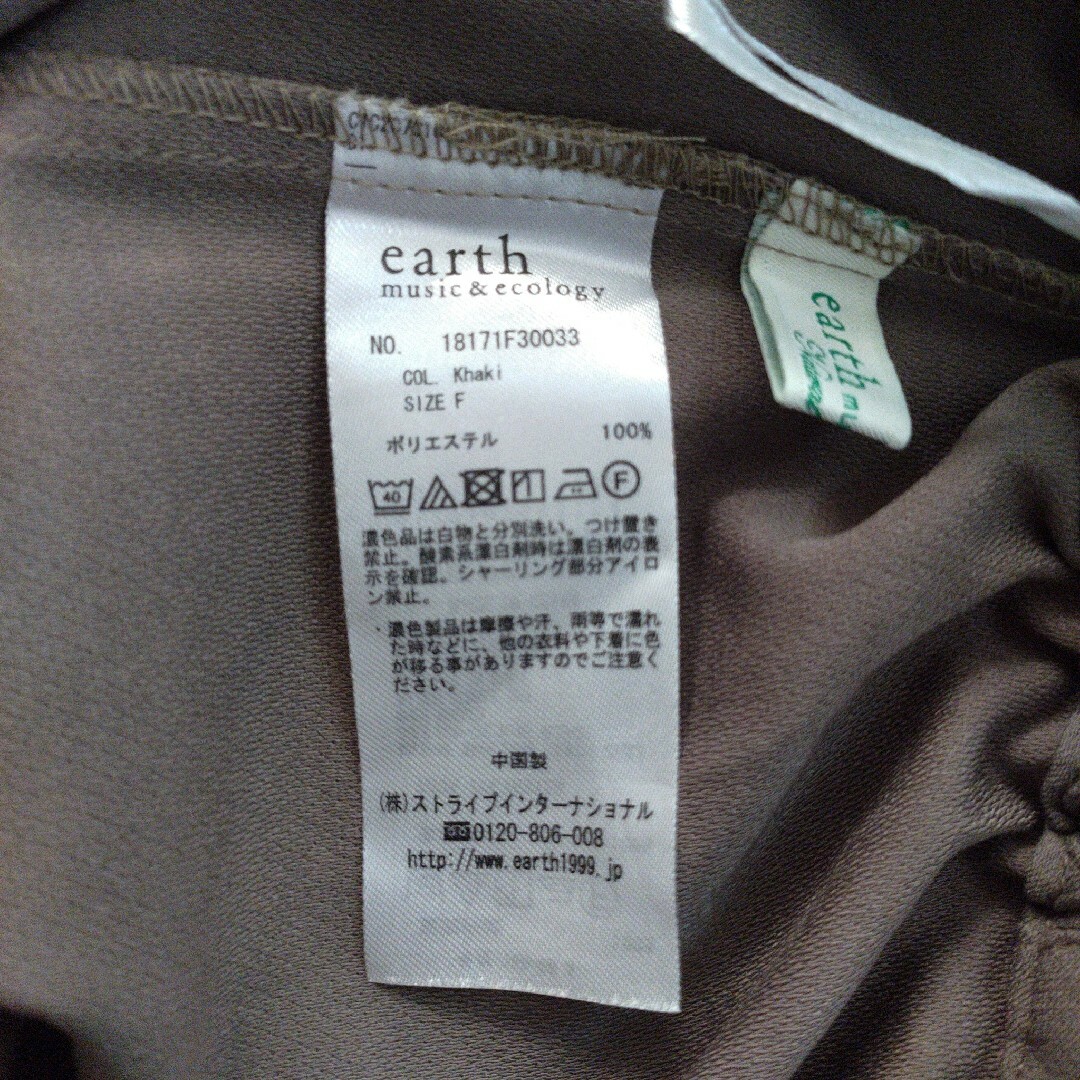 earth
music & ecology
NO. 18171F30033
COL. Khaki
SIZE F
ポリエステル 100%
40
F
濃色品は白物と分別洗い。つけ置き
禁止。酸素系漂白剤時は漂白剤の表
示を確認。シャーリング部分アイロ
ン禁止。
・濃色製品は摩擦や汗、雨等で濡れ
た時などに、他の衣料や下着に色
が移る事がありますのでご注意く
ださい。
中国製
(株)ストライプインターナショナル
0120-806-008
http://www.earth1999.jp
earth mu